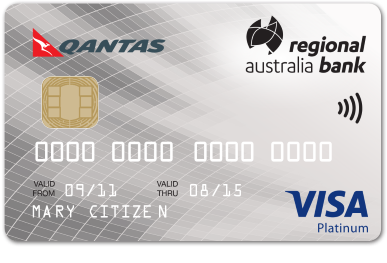 QANTAS
regional
australia bank
0000 0000 0000 0000
VALID FROM 09/11 VALID THRU 08/15
MARY CITIZEN
VISA
Platinum